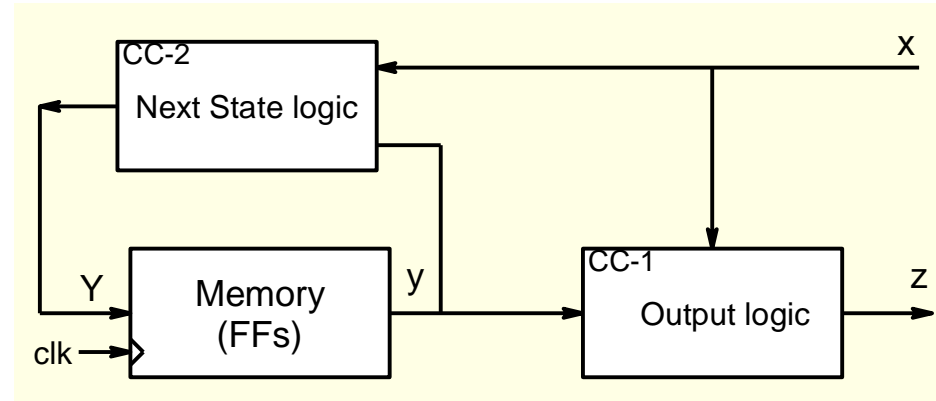 CC-2
Next State logic
x
Y
Memory
(FFs)
clk
y
CC-1
Output logic
z